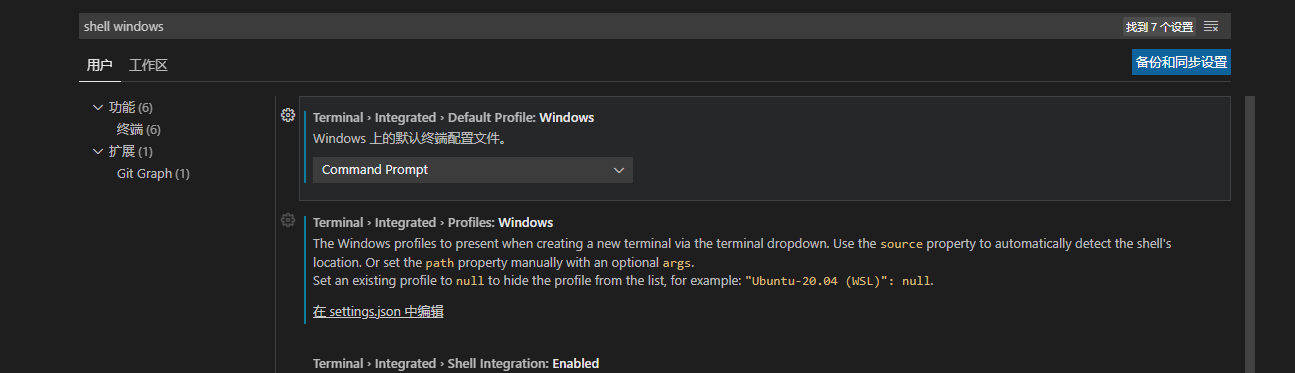 shell windows
找到 7 个设置
用户
工作区
备份和同步设置
功能 (6)
终端 (6)
扩展 (1)
Git Graph (1)
Terminal › Integrated › Default Profile: Windows
Windows 上的默认终端配置文件。
Command Prompt
Terminal › Integrated › Profiles: Windows
The Windows profiles to present when creating a new terminal via the terminal dropdown. Use the source property to automatically detect the shell's
location. Or set the path property manually with an optional args.
Set an existing profile to null to hide the profile from the list, for example: "Ubuntu-20.04 (WSL)": null.
在 settings.json 中编辑
Terminal › Integrated › Shell Integration: Enabled